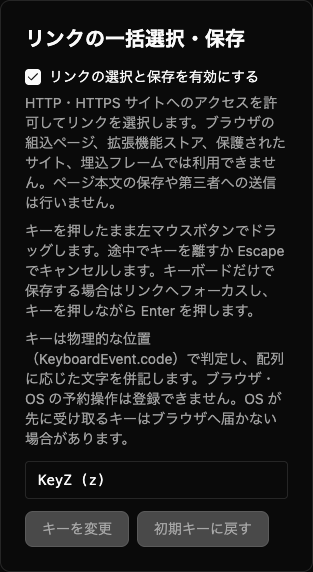 リンクの一括選択・保存
リンクの選択と保存を有効にする
HTTP・HTTPS サイトへのアクセスを許
可してリンクを選択します。ブラウザの
組込ページ、拡張機能ストア、保護された
サイト、埋込フレームでは利用できませ
ん。ページ本文の保存や第三者への送信
は行いません。
キーを押したまま左マウスボタンでドラ
ッグします。途中でキーを離すか Escape
でキャンセルします。キーボードだけで
保存する場合はリンクへフォーカスし、
キーを押しながら Enter を押します。
キーは物理的な位置
（KeyboardEvent.code）で判定し、配列
に応じた文字を併記します。ブラウザ・
OS の予約操作は登録できません。OS が
先に受け取るキーはブラウザへ届かない
場合があります。
KeyZ (z)
キーを変更
初期キーに戻す